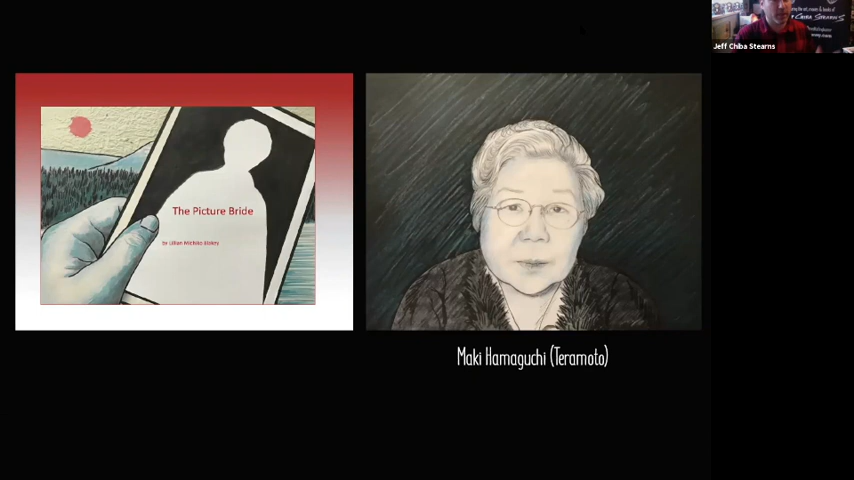 The Picture Bride
by Lillian Michiko Blakey
Maki Hamaguchi (Teramoto)
Jeff Chiba Stearns